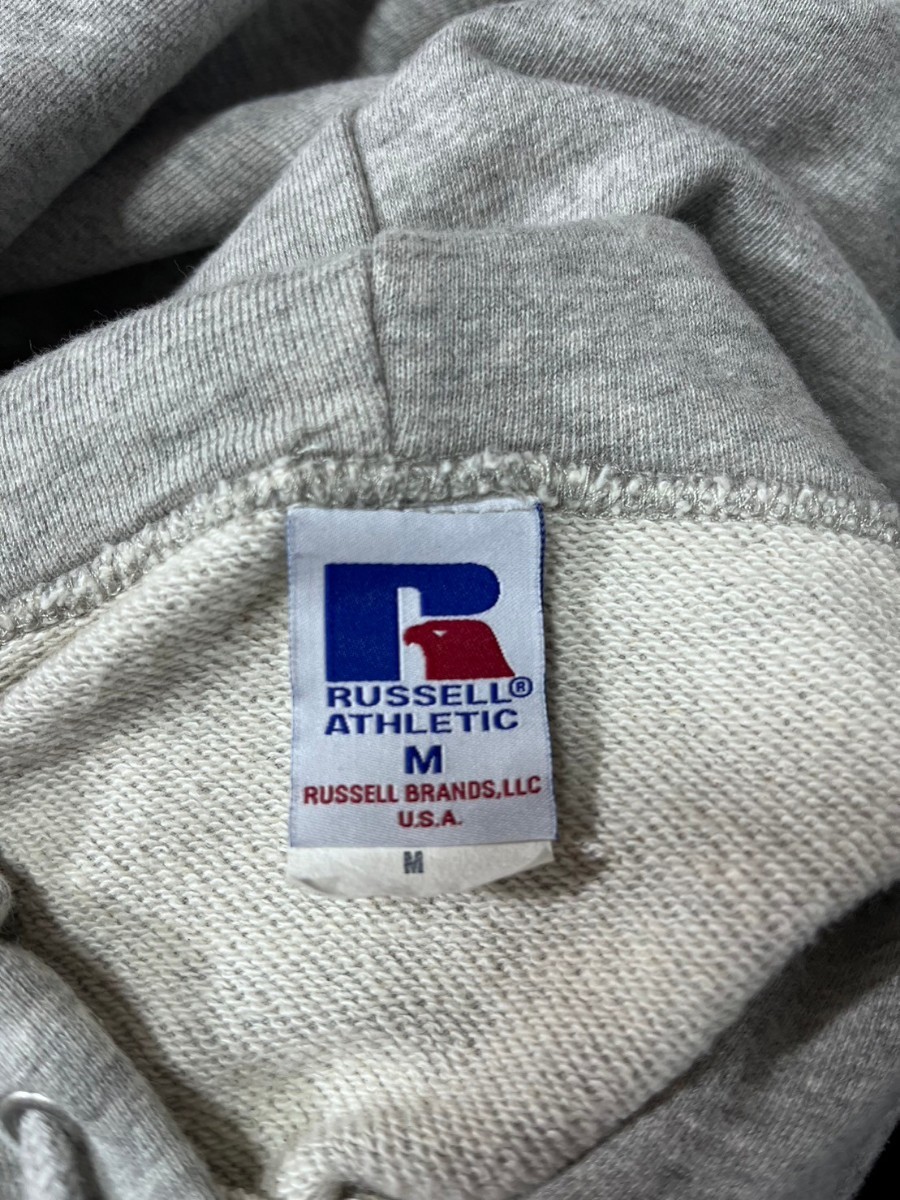 R
RUSSELL®
ATHLETIC
M
RUSSELL BRANDS,LLC
U.S.A.
M